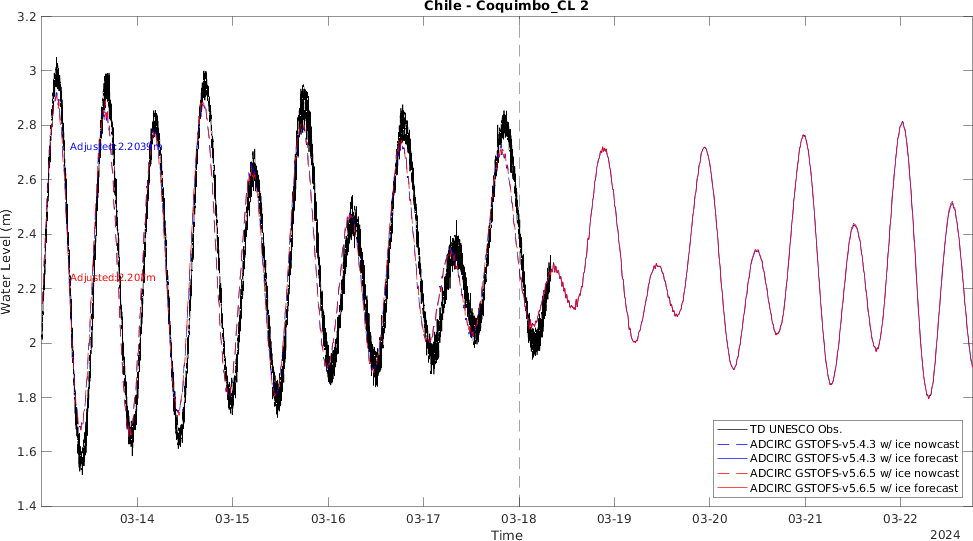 Chile - Coquimbo_CL 2
Water Level (m)
3.2
3
2.8
2.6
2.4
2.2
2
1.8
1.6
1.4
Adjusted:2.2039m
TD UNESCO Obs.
ADCIRC GSTOFS-v5.4.3 w/ ice nowcast
ADCIRC GSTOFS-v5.4.3 w/ ice forecast
ADCIRC GSTOFS-v5.6.5 w/ ice nowcast
ADCIRC GSTOFS-v5.6.5 w/ ice forecast
03-14
03-15
03-16
03-17
03-18
03-19
03-20
03-21
03-22
Time
2024